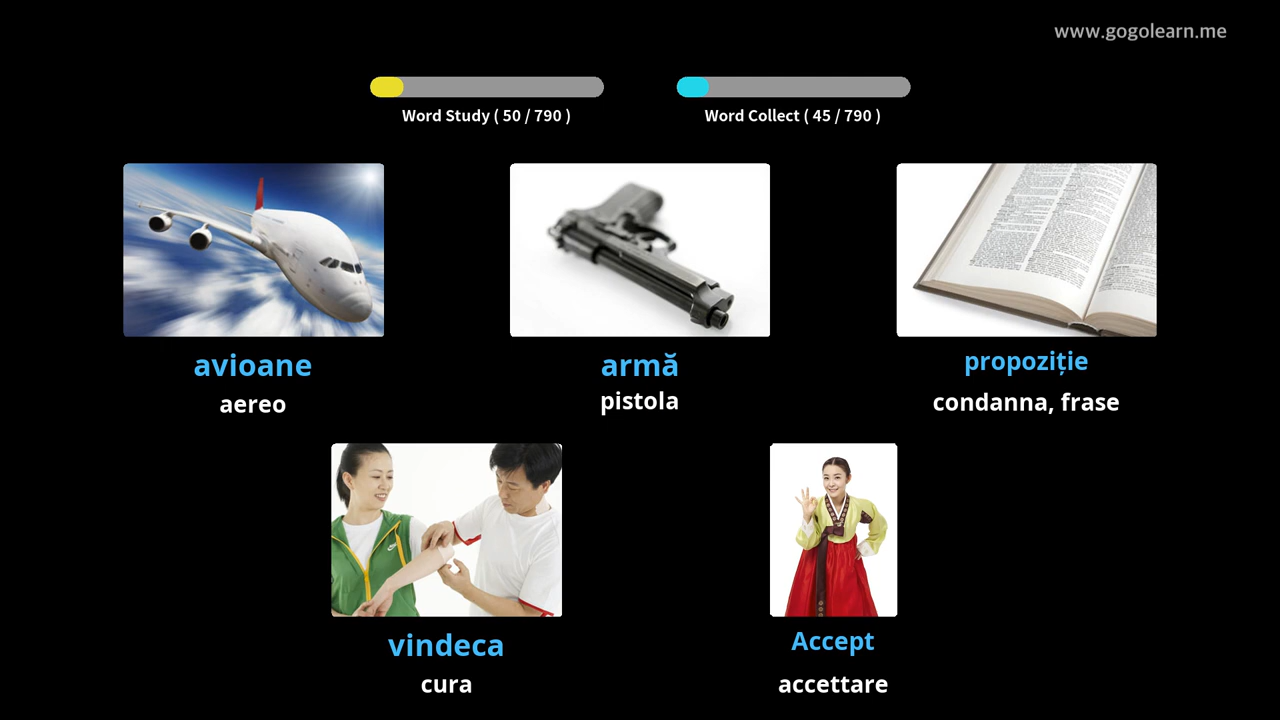 www.gogolearn.me
Word Study ( 50 / 790 )
Word Collect ( 45 / 790 )
avioane
aereo
armă
pistola
propoziție
condanna, frase
vindeca
cura
Accept
accettare